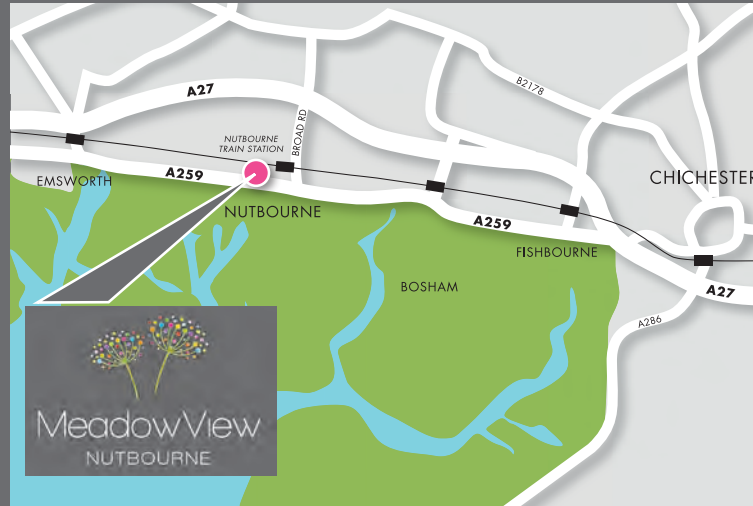 B2178
A27
BROAD RD
NUTBOURNE
TRAIN STATION
CHICHESTER
EMSWORTH
A259
NUTBOURNE
A259
FISHBOURNE
BOSHAM
A27
A286
MeadowView
NUTBOURNE